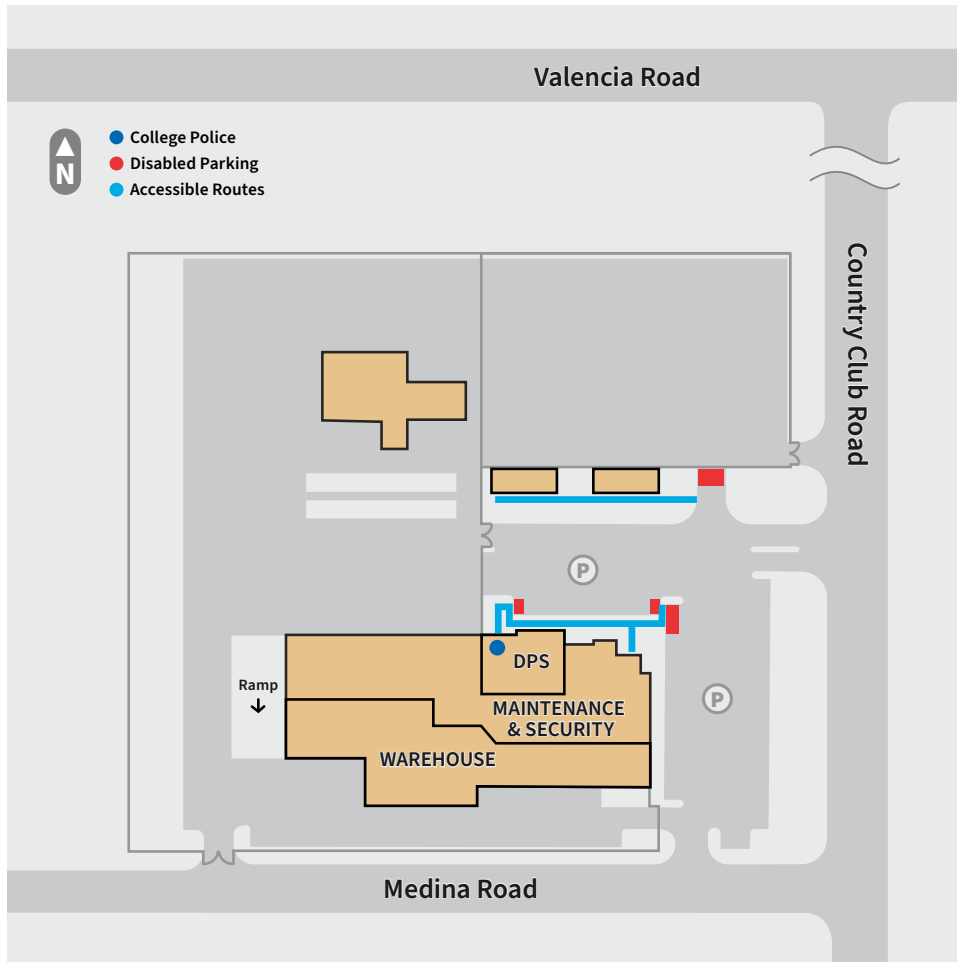 Valencia Road
N
College Police
Disabled Parking
Accessible Routes
Country Club Road
P
DPS
Ramp
P
MAINTENANCE
& SECURITY
WAREHOUSE
Medina Road